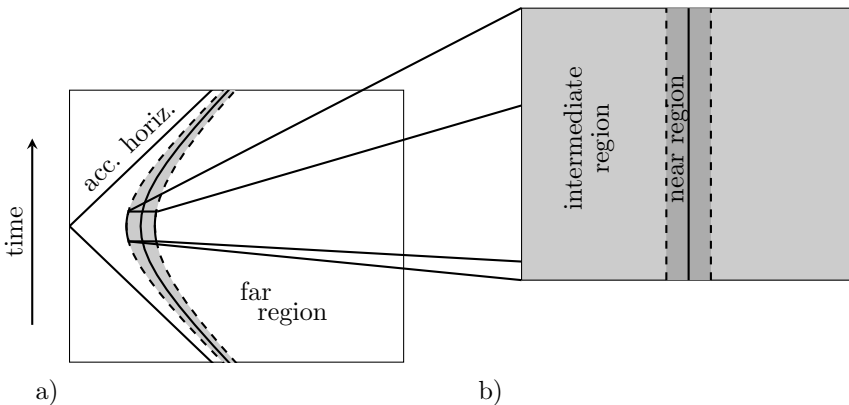 time
acc. horiz.
far
region
intermediate
region
near region
a)
b)